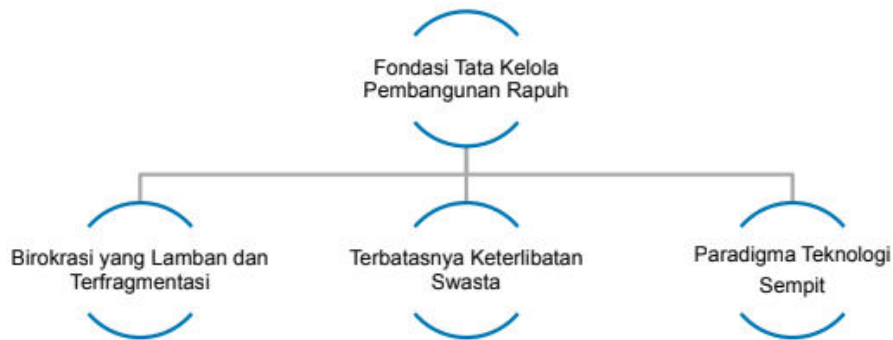 Fondasi Tata Kelola
Pembangunan Rapuh
Birokrasi yang Lamban dan
Terfragmentasi
Terbatasnya Keterlibatan
Swasta
Paradigma Teknologi
Sempit